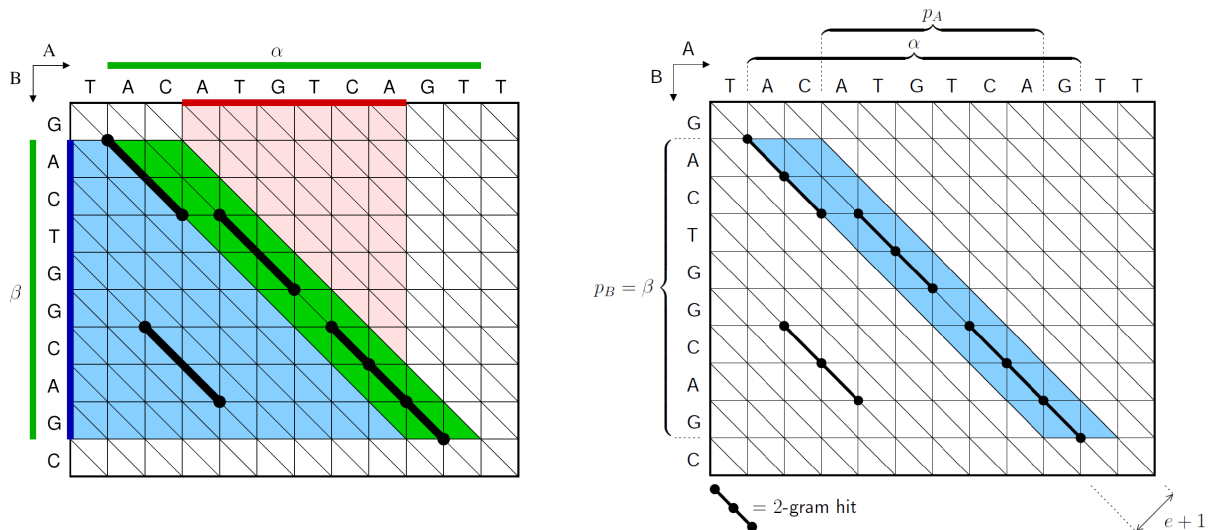 A
α
B
T A C A T G T C A G T T
G
A
C
T
G
G
C
A
G
C
β
p_A
α
A
B
T A C A T G T C A G T T
G
A
C
T
G
G
C
A
G
C
p_B = β
= 2-gram hit
e + 1